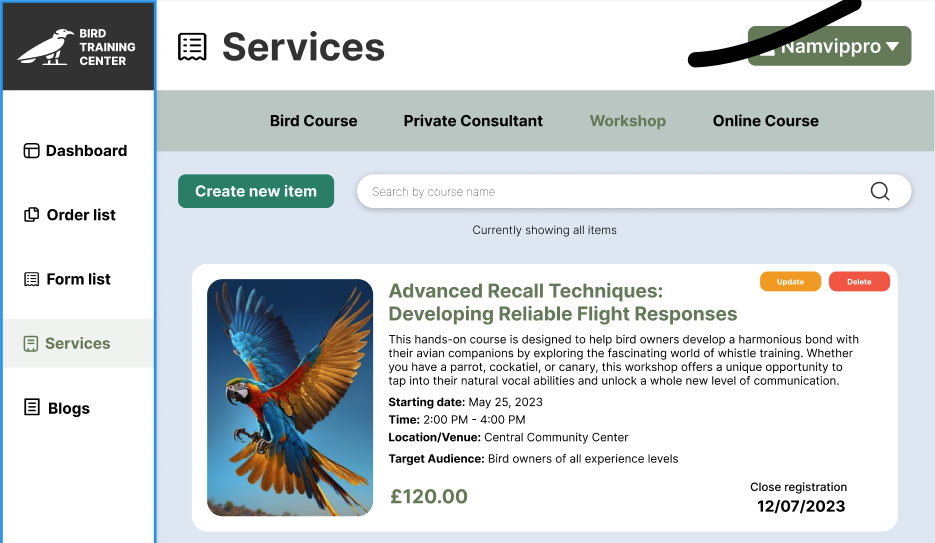 BIRD
TRAINING
CENTER
Services
Namvippro
Bird Course Private Consultant Workshop Online Course
Dashboard
Order list
Form list
Services
Blogs
Create new item
Search by course name
Currently showing all items
Advanced Recall Techniques:
Developing Reliable Flight Responses
Update Delete
This hands-on course is designed to help bird owners develop a harmonious bond with
their avian companions by exploring the fascinating world of whistle training. Whether
you have a parrot, cockatiel, or canary, this workshop offers a unique opportunity to
tap into their natural vocal abilities and unlock a whole new level of communication.
Starting date: May 25, 2023
Time: 2:00 PM - 4:00 PM
Location/Venue: Central Community Center
Target Audience: Bird owners of all experience levels
£120.00
Close registration
12/07/2023